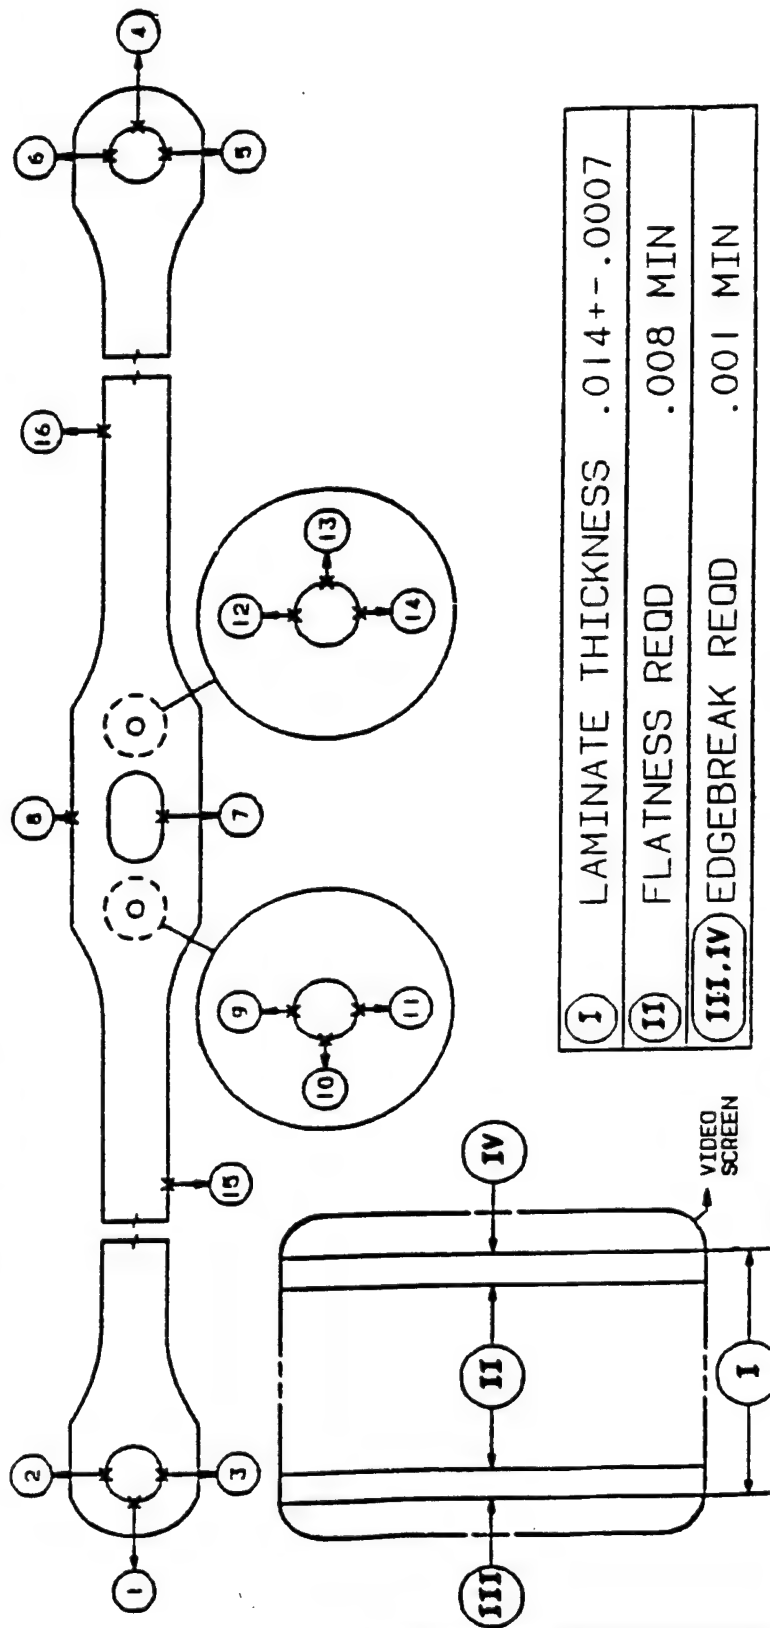 2
6
1
4
3
5
8
16
15
7
9
12
10
13
11
14
III
II
IV
I
VIDEO
SCREEN
I LAMINATE THICKNESS .014+-.0007
II FLATNESS REQD .008 MIN
III,IV EDGEBREAK REQD .001 MIN